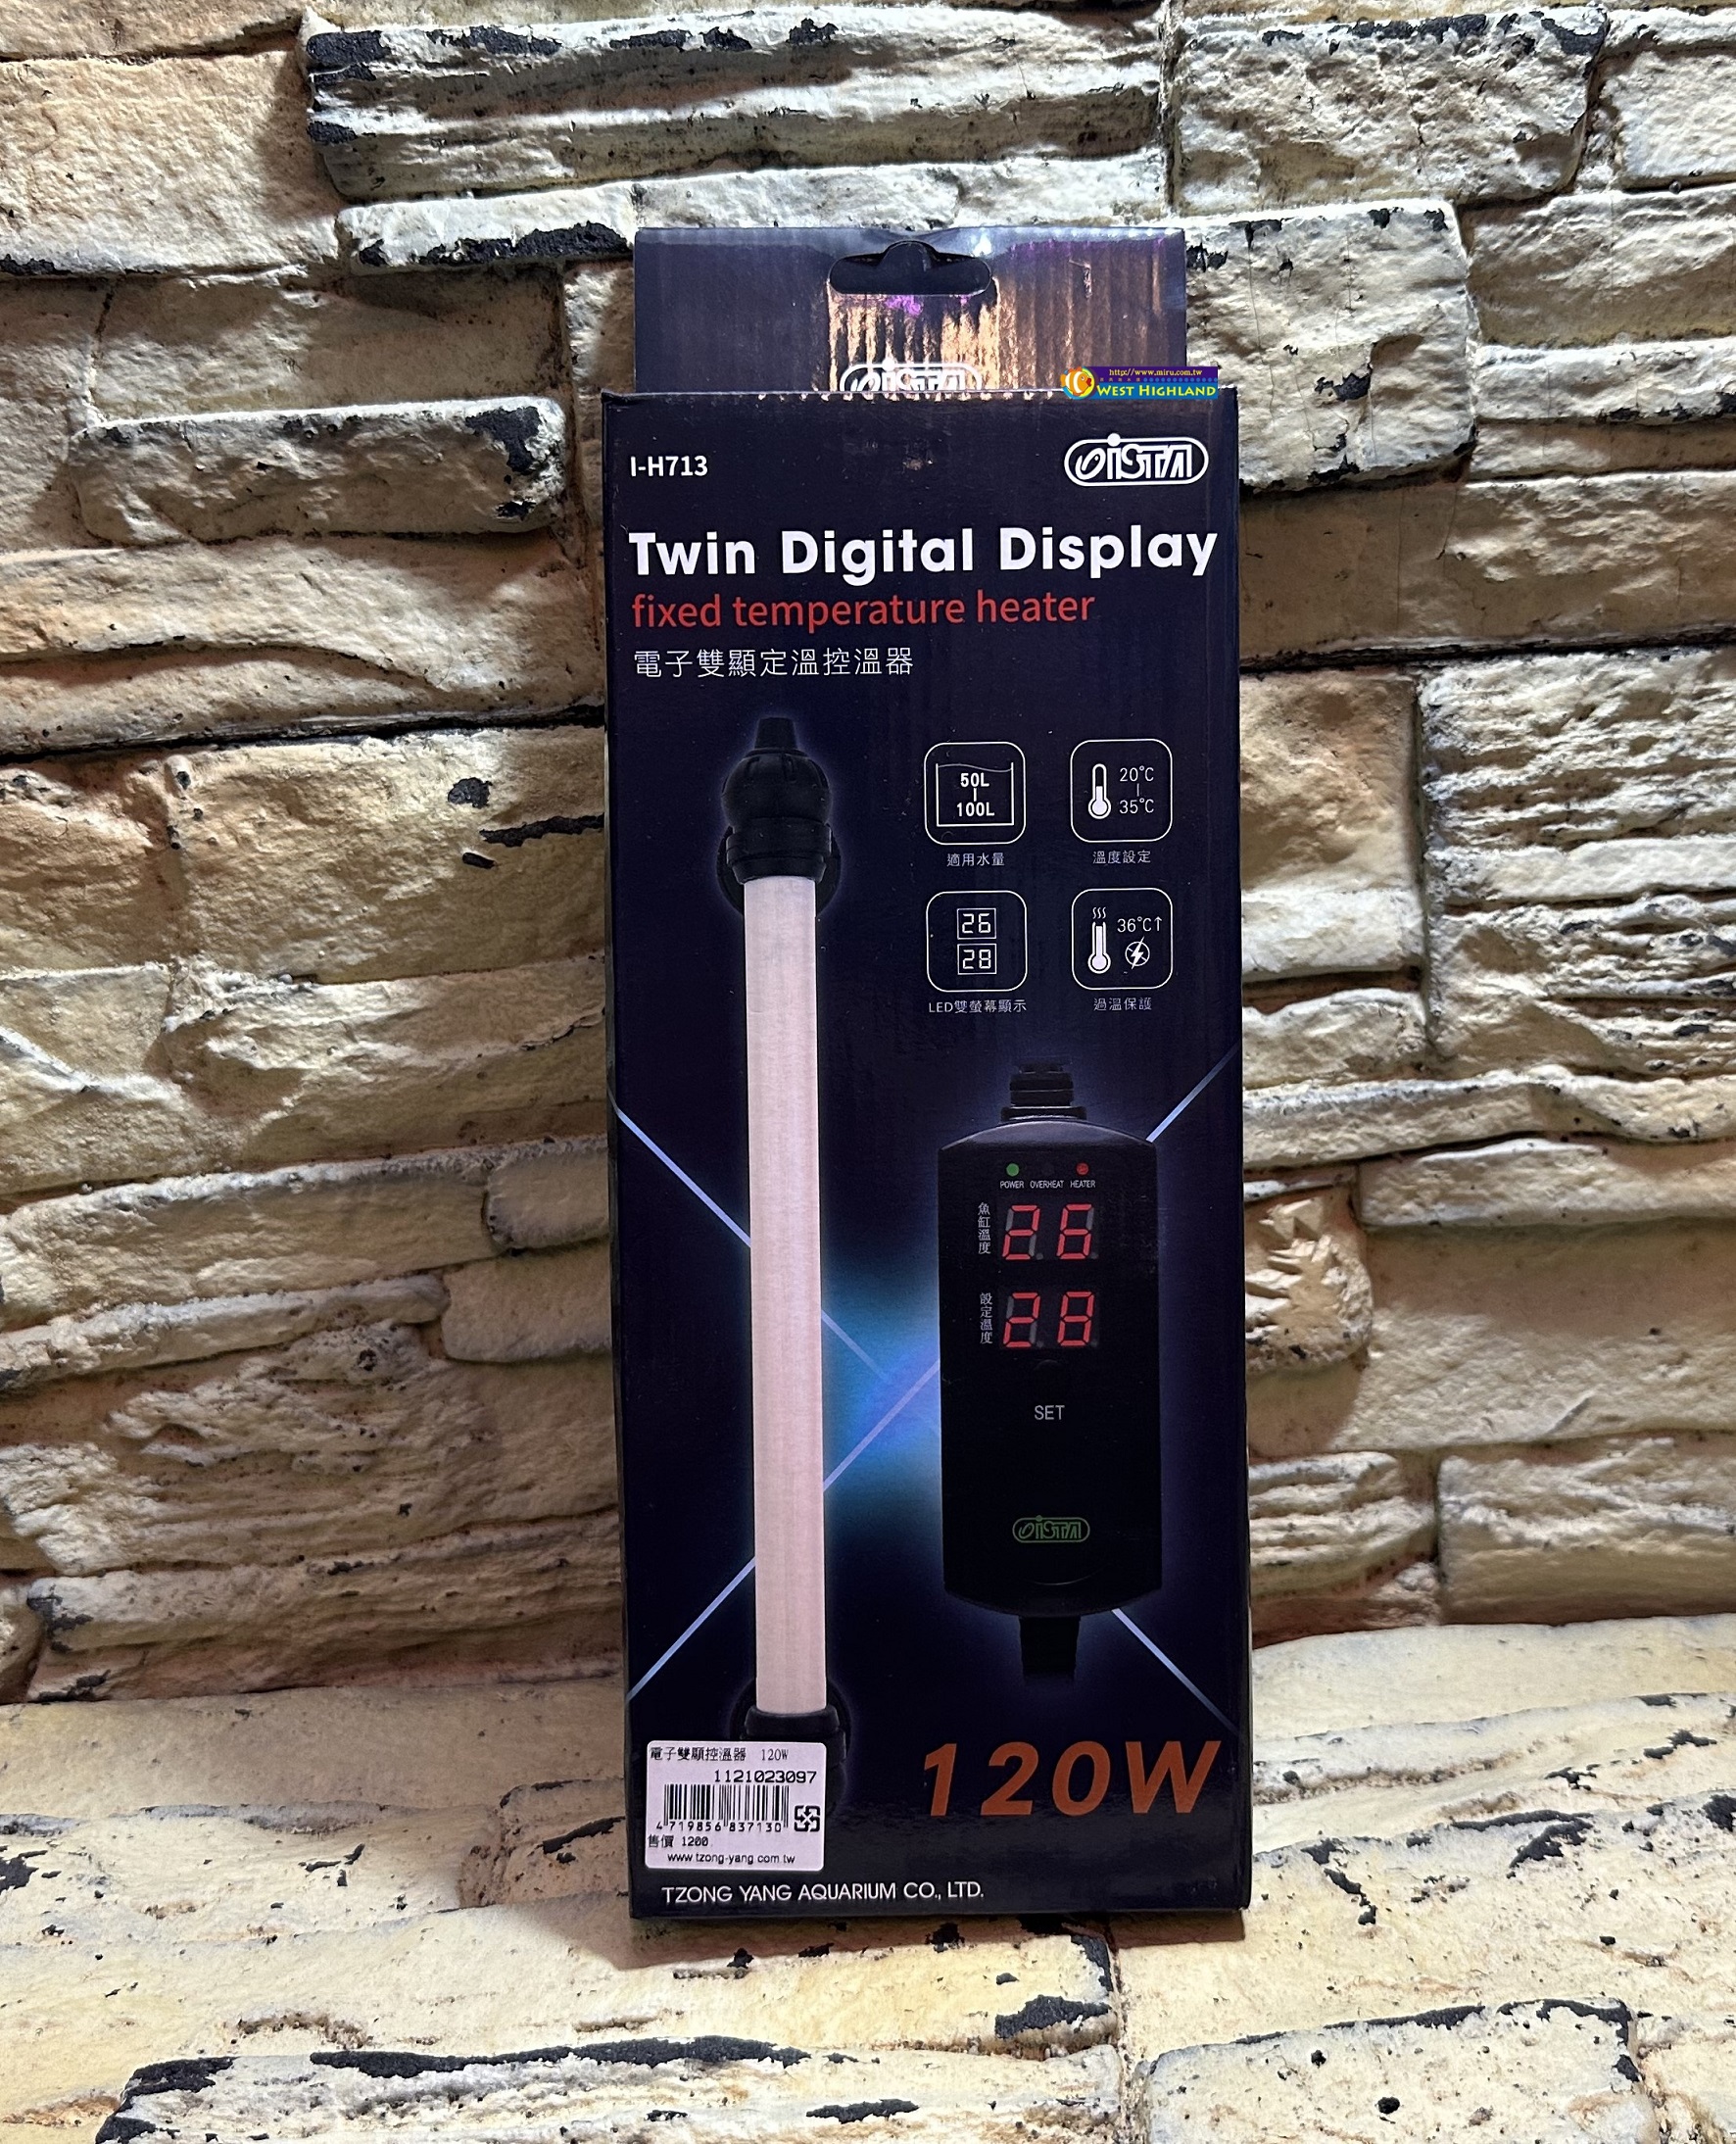 ISTA
http://www.miru.com.tw
WEST HIGHLAND
I-H713
ISTA
Twin Digital Display
fixed temperature heater
電子雙顯定溫控溫器
50L
100L
適用水量
20°C
35°C
溫度設定
26
28
LED雙螢幕顯示
36°C↑
過溫保護
POWER OVERHEAT HEATER
魚缸溫度
26
設定溫度
28
SET
ISTA
120W
電子雙顯控溫器 120W
1121023097
4719856837130
售價 1200
www.tzong-yang.com.tw
TZONG YANG AQUARIUM CO., LTD.